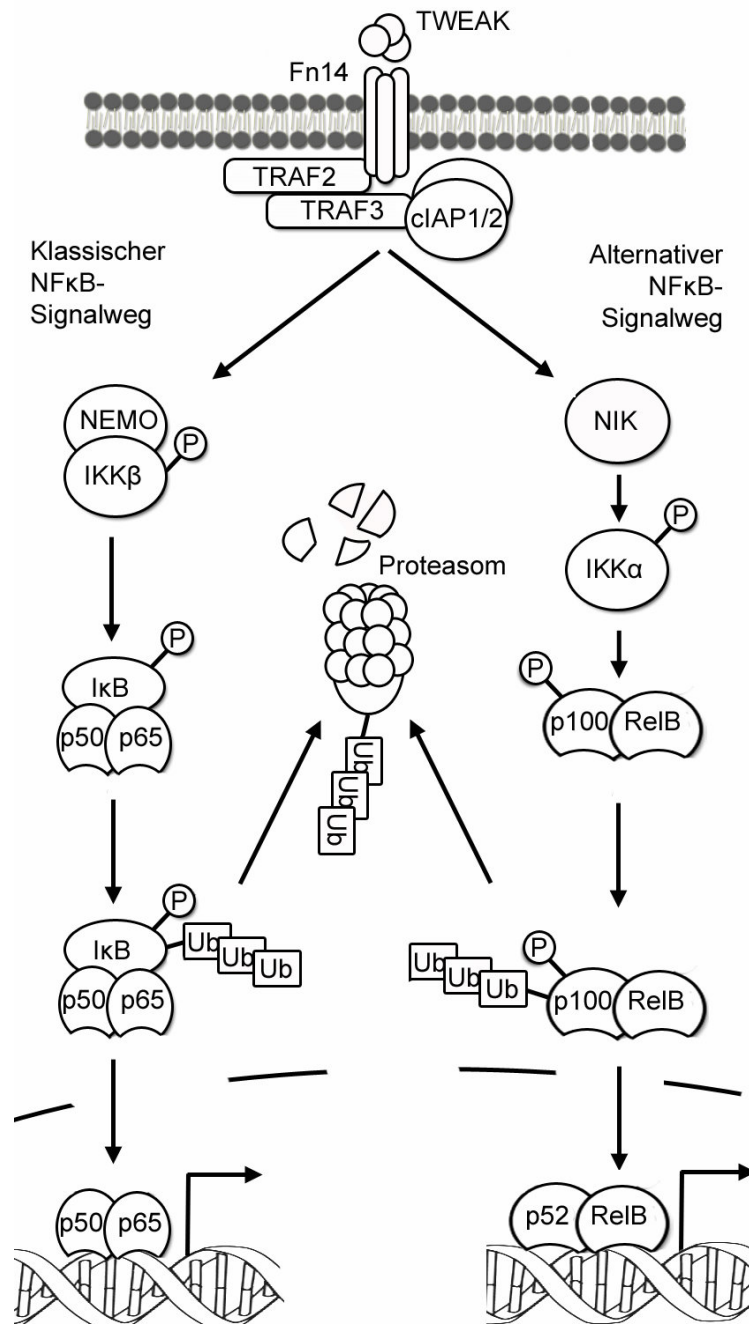 TWEAK
Fn14
TRAF2
TRAF3
cIAP1/2
Klassischer
NFκB-
Signalweg
Alternativer
NFκB-
Signalweg
NEMO
IKKβ
P
NIK
P
IKKα
Proteasom
P
IκB
p50 p65
P
p100 RelB
Ub
Ub
Ub
P
IκB
Ub
Ub
Ub
p50 p65
P
Ub
Ub
Ub
p100 RelB
p50 p65
p52 RelB